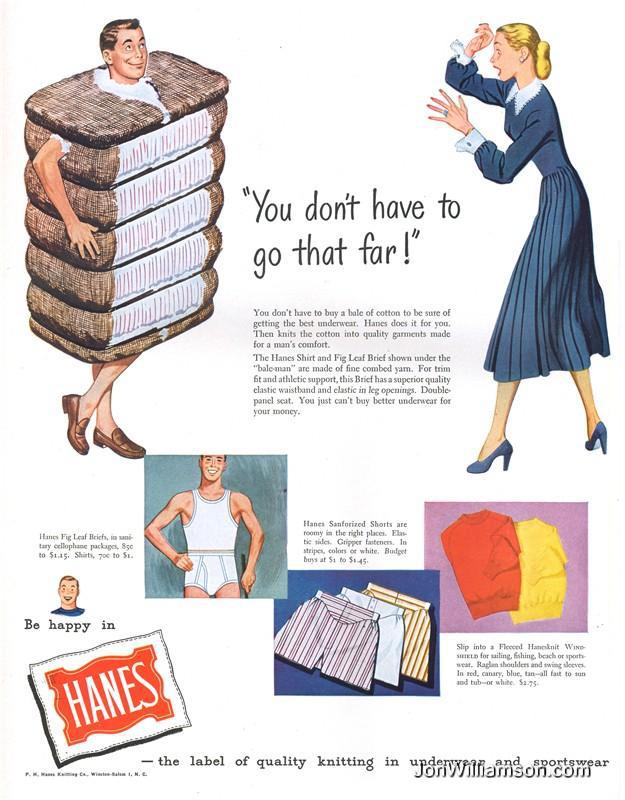 "You don't have to
go that far!"
You don't have to buy a bale of cotton to be sure of
getting the best underwear. Hanes does it for you.
Then knits the cotton into quality garments made
for a man's comfort.
The Hanes Shirt and Fig Leaf Brief shown under the
"bale-man" are made of fine combed yarn. For trim
fit and athletic support, this Brief has a superior quality
elastic waistband and elastic in leg openings. Double-
panel seat. You just can't buy better underwear for
your money.
Hanes Fig Leaf Briefs, in sani-
tary cellophane packages, 85c
to $1.15. Shirts, 70c to $1.
Hanes Sanforized Shorts are
roomy in the right places. Elas-
tic sides. Gripper fasteners. In
stripes, colors or white. Budget
buys at $1 to $1.45.
Slip into a Fleeced Hanesknit WIND-
SHIELD for sailing, fishing, beach or sports-
wear. Raglan shoulders and swing sleeves.
In red, canary, blue, tan—all fast to sun
and tub—or white. $2.75.
Be happy in
HANES
— the label of quality knitting in underwear and sportswear
P. H. Hanes Knitting Co., Winston-Salem 1, N. C.
JonWilliamson.com